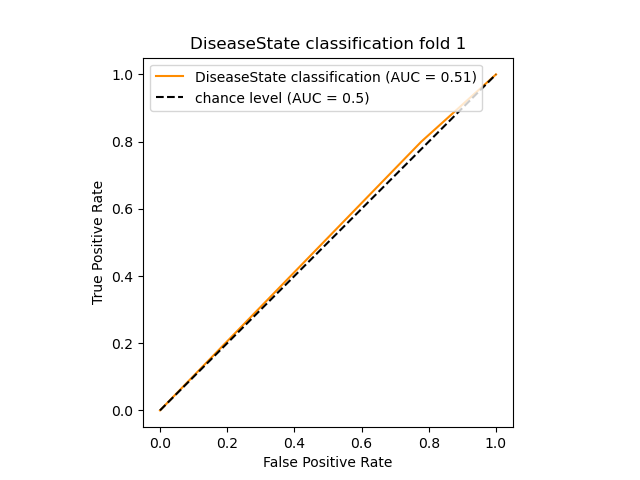 DiseaseState classification fold 1
DiseaseState classification (AUC = 0.51)
chance level (AUC = 0.5)
True Positive Rate
1.0
0.8
0.6
0.4
0.2
0.0
0.0 0.2 0.4 0.6 0.8 1.0
False Positive Rate